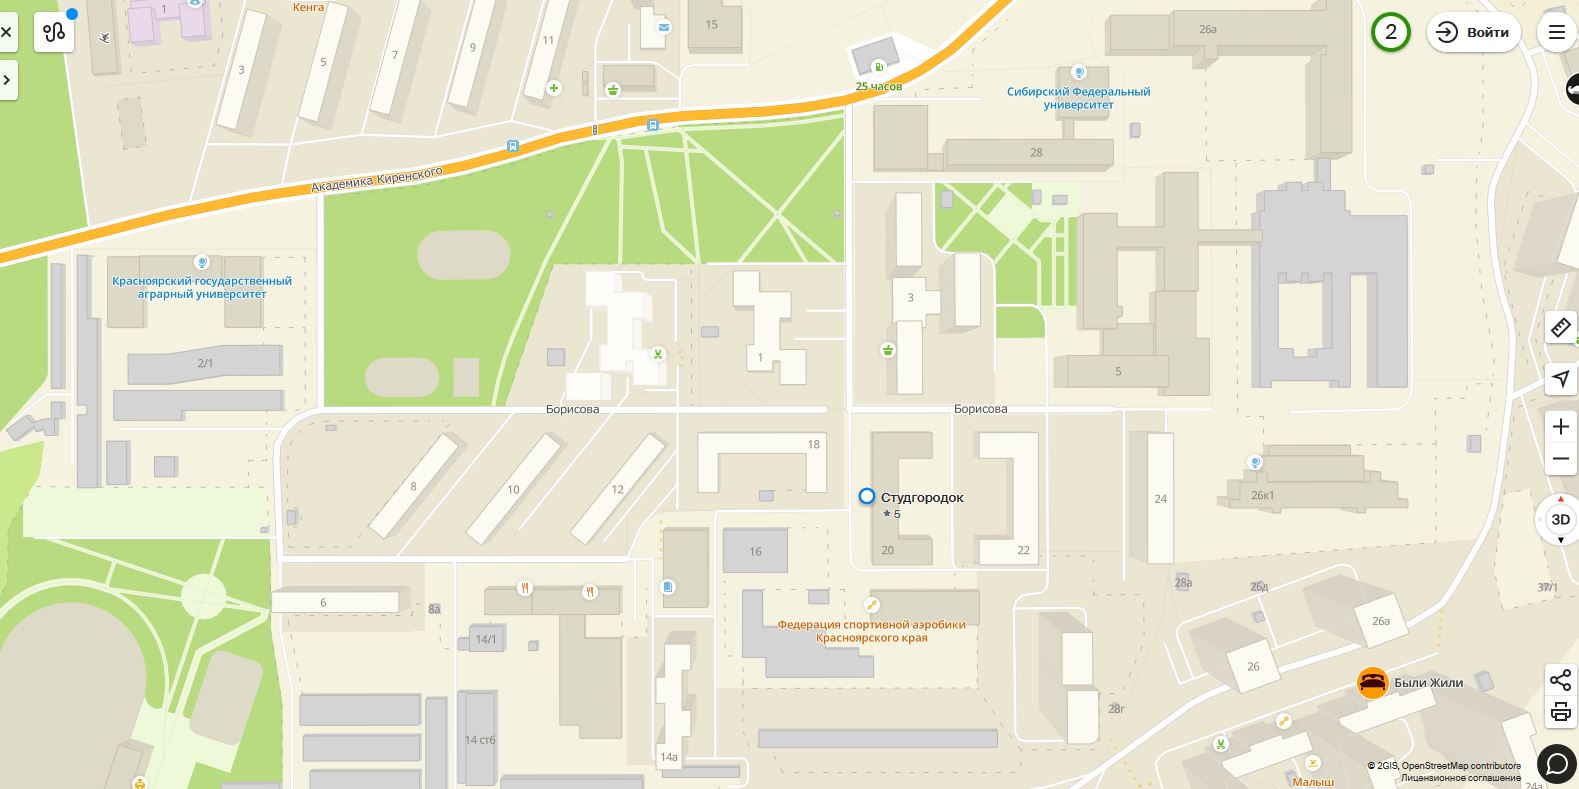 Кенга
1
3
5
7
9
11
15
26а
2
Войти
25 часов
Сибирский Федеральный
университет
28
Академика Киренского
Красноярский государственный
аграрный университет
2/1
3
1
5
Борисова
Борисова
8
10
12
18
Студгородок
5
20
22
24
26к1
3D
16
6
8а
14/1
Федерация спортивной аэробики
Красноярского края
28а
26д
37/1
26а
26
Были Жили
28г
14 ст6
14а
Малыш
24а
© 2GIS, OpenStreetMap contributors
Лицензионное соглашение